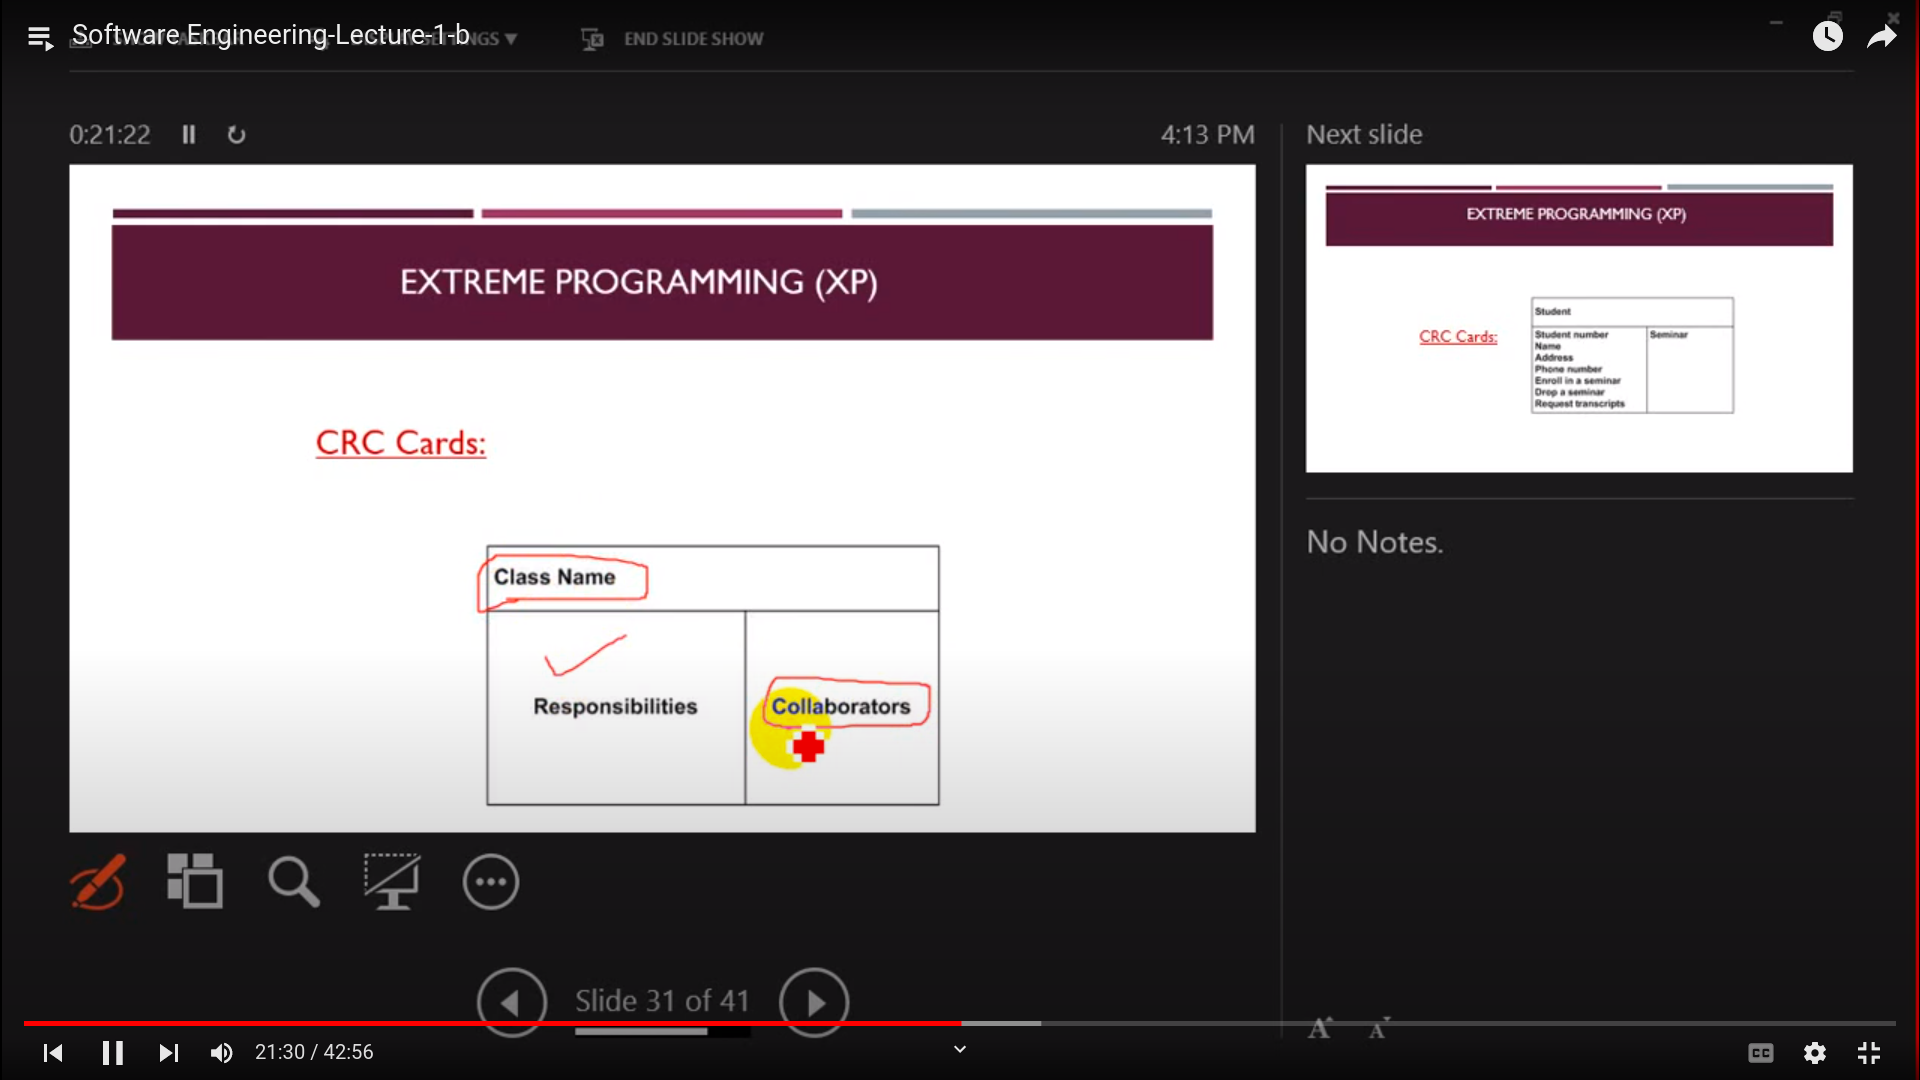 Software Engineering-Lecture-1-b
END SLIDE SHOW
0:21:22
4:13 PM
Next slide
EXTREME PROGRAMMING (XP)
CRC Cards:
Class Name
Responsibilities
Collaborators
EXTREME PROGRAMMING (XP)
CRC Cards:
Student
Student number
Name
Address
Phone number
Enroll in a seminar
Drop a seminar
Request transcripts
Seminar
No Notes.
Slide 31 of 41
A A
21:30 / 42:56
CC